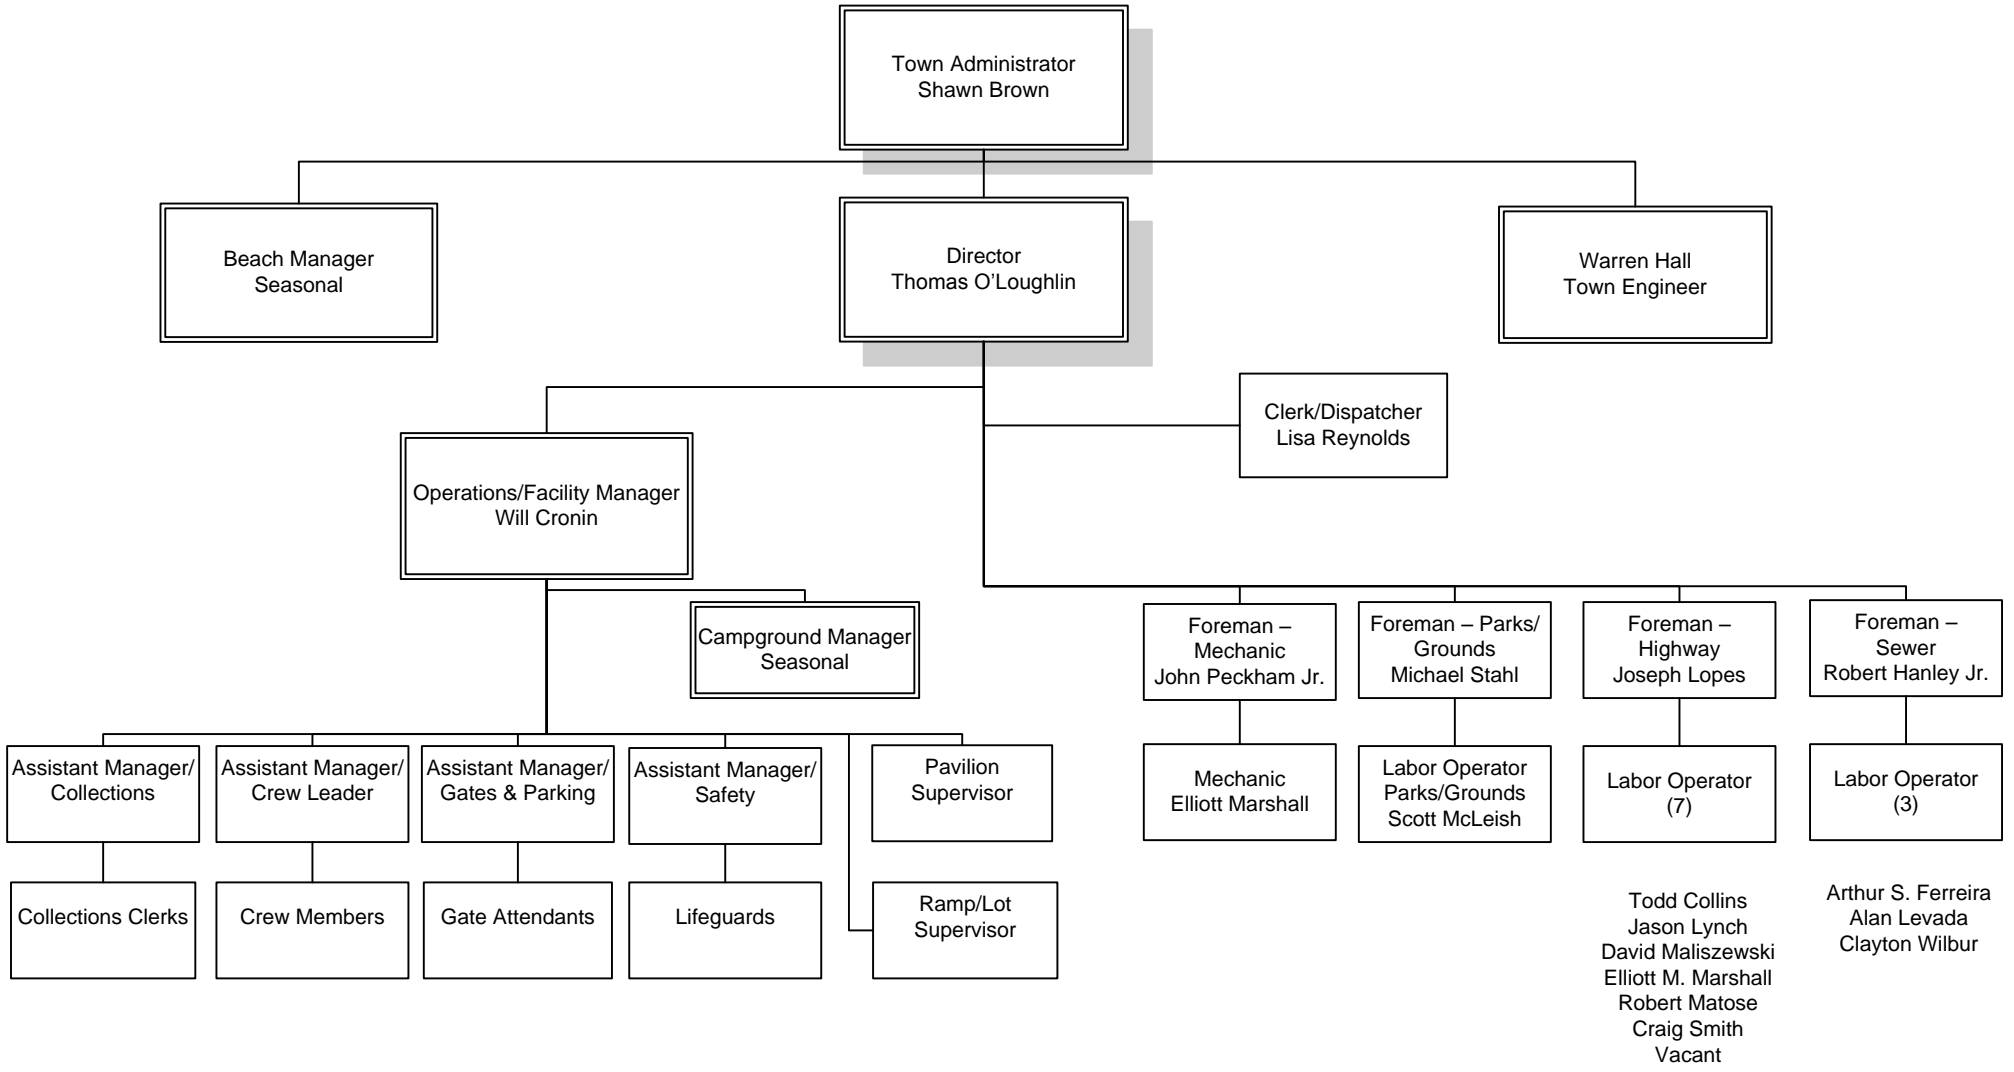 Town Administrator
Shawn Brown
Beach Manager
Seasonal
Director
Thomas O’Loughlin
Warren Hall
Town Engineer
Clerk/Dispatcher
Lisa Reynolds
Operations/Facility Manager
Will Cronin
Campground Manager
Seasonal
Foreman –
Mechanic
John Peckham Jr.
Foreman – Parks/
Grounds
Michael Stahl
Foreman –
Highway
Joseph Lopes
Foreman –
Sewer
Robert Hanley Jr.
Assistant Manager/
Collections
Assistant Manager/
Crew Leader
Assistant Manager/
Gates & Parking
Assistant Manager/
Safety
Pavilion
Supervisor
Mechanic
Elliott Marshall
Labor Operator
Parks/Grounds
Scott McLeish
Labor Operator
(7)
Labor Operator
(3)
Collections Clerks
Crew Members
Gate Attendants
Lifeguards
Ramp/Lot
Supervisor
Todd Collins
Jason Lynch
David Maliszewski
Elliott M. Marshall
Robert Matose
Craig Smith
Vacant
Arthur S. Ferreira
Alan Levada
Clayton Wilbur